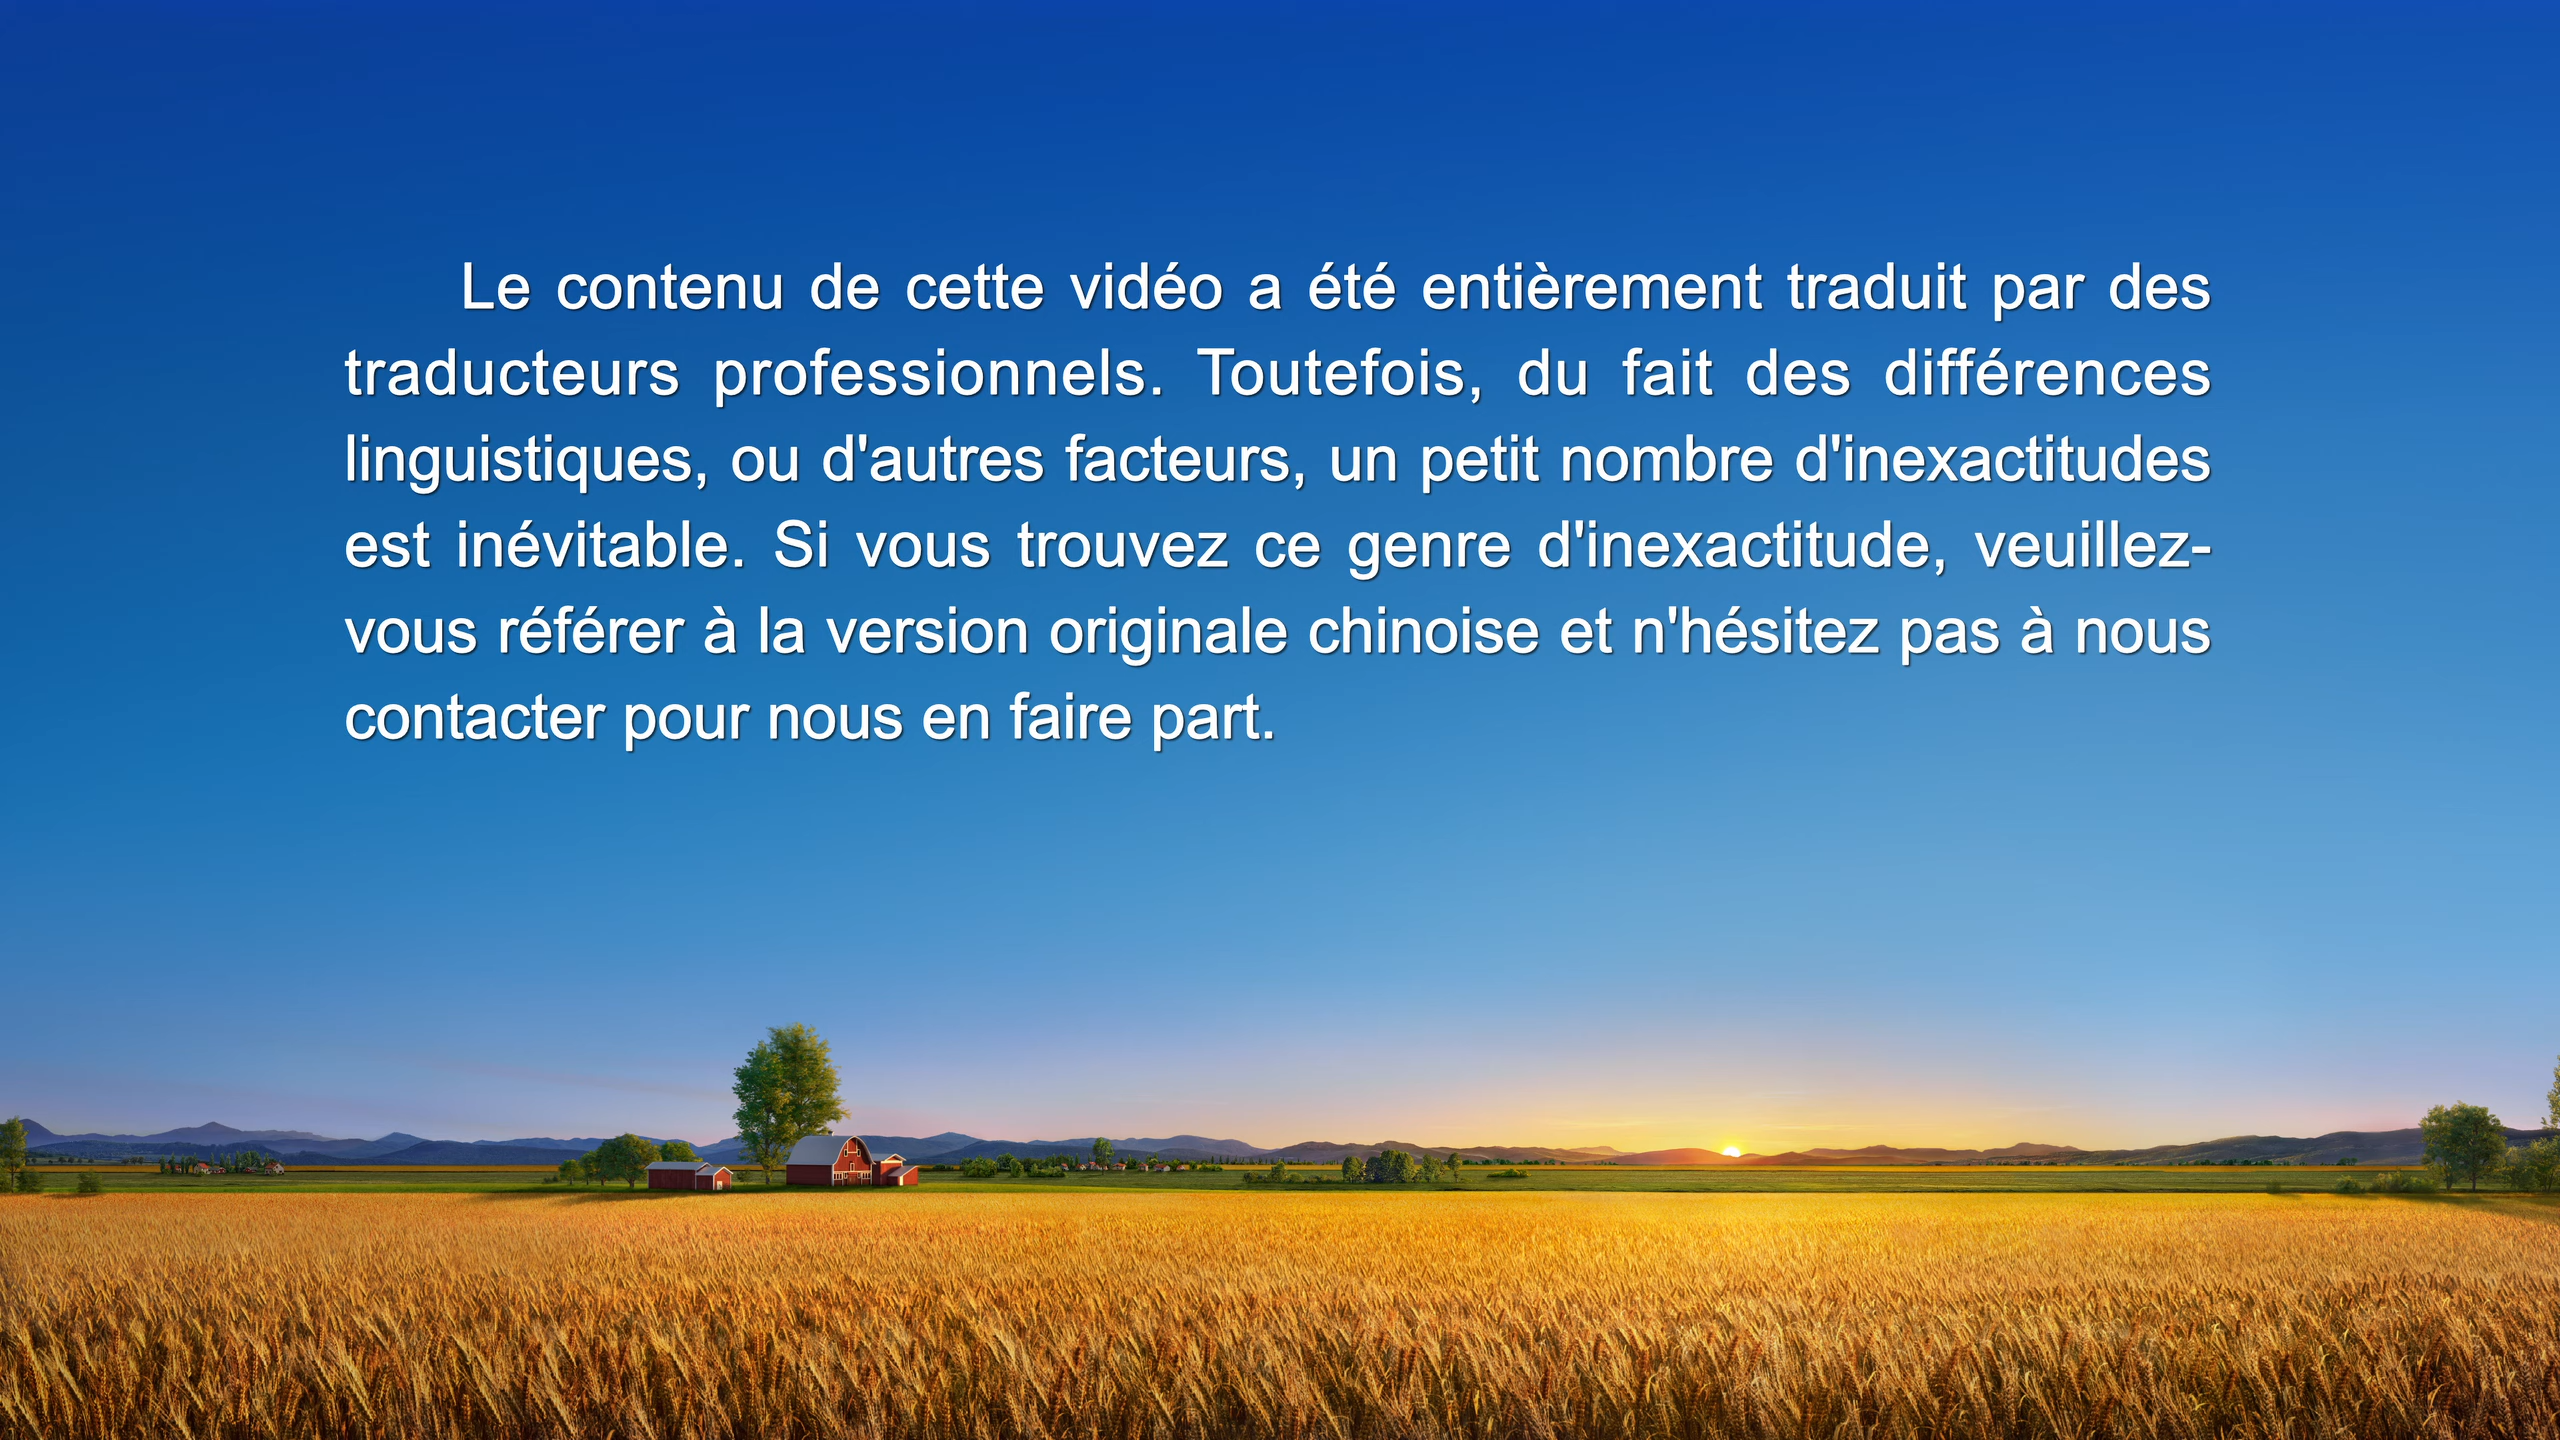 Le contenu de cette vidéo a été entièrement traduit par des
traducteurs professionnels. Toutefois, du fait des différences
linguistiques, ou d'autres facteurs, un petit nombre d'inexactitudes
est inévitable. Si vous trouvez ce genre d'inexactitude, veuillez-
vous référer à la version originale chinoise et n'hésitez pas à nous
contacter pour nous en faire part.